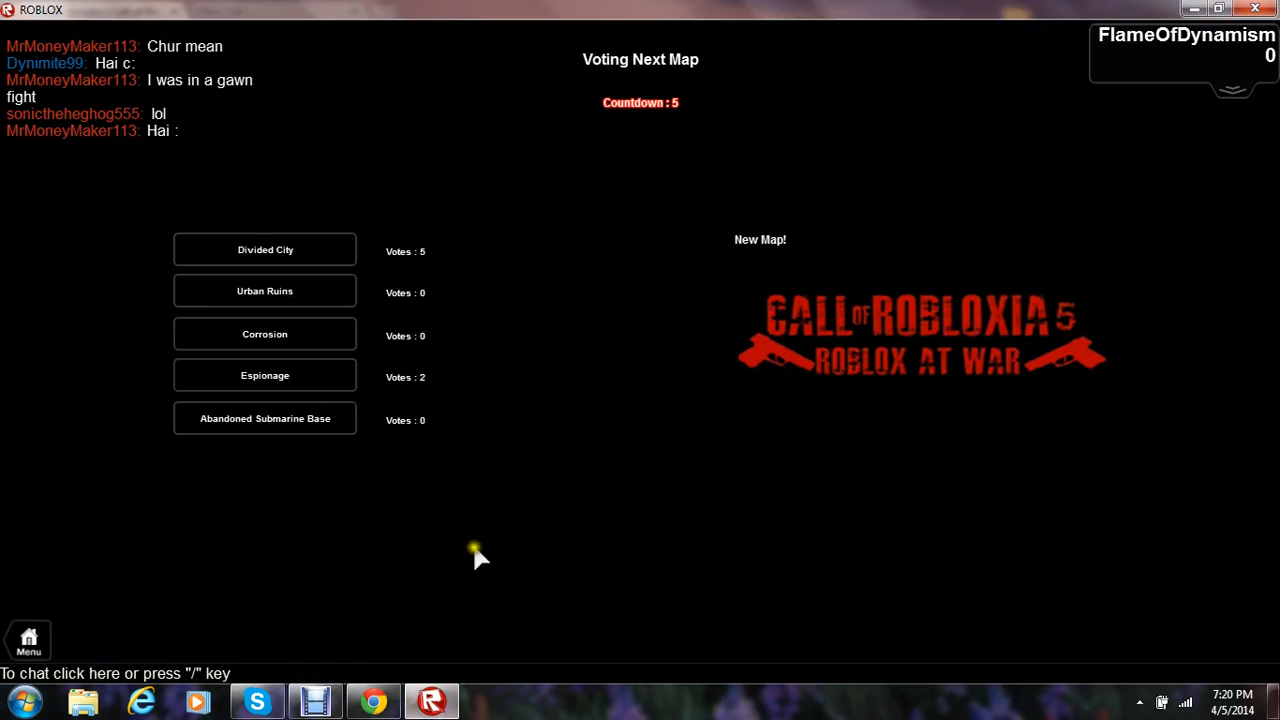 ROBLOX
MrMoneyMaker113: Chur mean
Dynimite99: Hai c:
MrMoneyMaker113: I was in a gawn
fight
sonictheheghog555: lol
MrMoneyMaker113: Hai :
Voting Next Map
Countdown : 5
FlameOfDynamism
0
Divided City Votes : 5
Urban Ruins Votes : 0
Corrosion Votes : 0
Espionage Votes : 2
Abandoned Submarine Base Votes : 0
New Map!
CALL OF ROBLOXIA 5
ROBLOX AT WAR
Menu
To chat click here or press "/" key
7:20 PM
4/5/2014